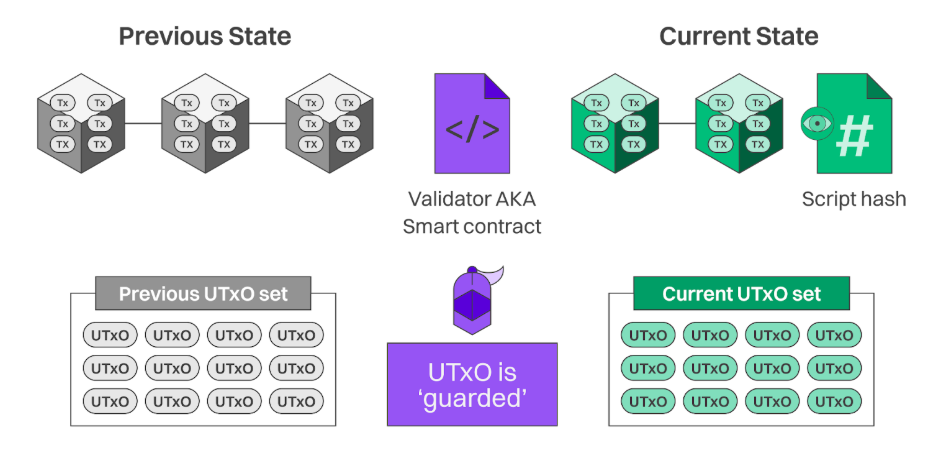 Previous State
Current State
Tx Tx Tx Tx Tx Tx Tx Tx Tx Tx
Tx Tx Tx Tx Tx Tx </> Tx Tx Tx Tx #
TX TX TX TX TX TX TX TX TX TX
Validator AKA
Smart contract
Script hash
Previous UTxO set
UTxO UTxO UTxO UTxO
UTxO UTxO UTxO UTxO
UTxO UTxO UTxO UTxO
UTxO is
‘guarded’
Current UTxO set
UTxO UTxO UTxO UTxO
UTxO UTxO UTxO UTxO
UTxO UTxO UTxO UTxO